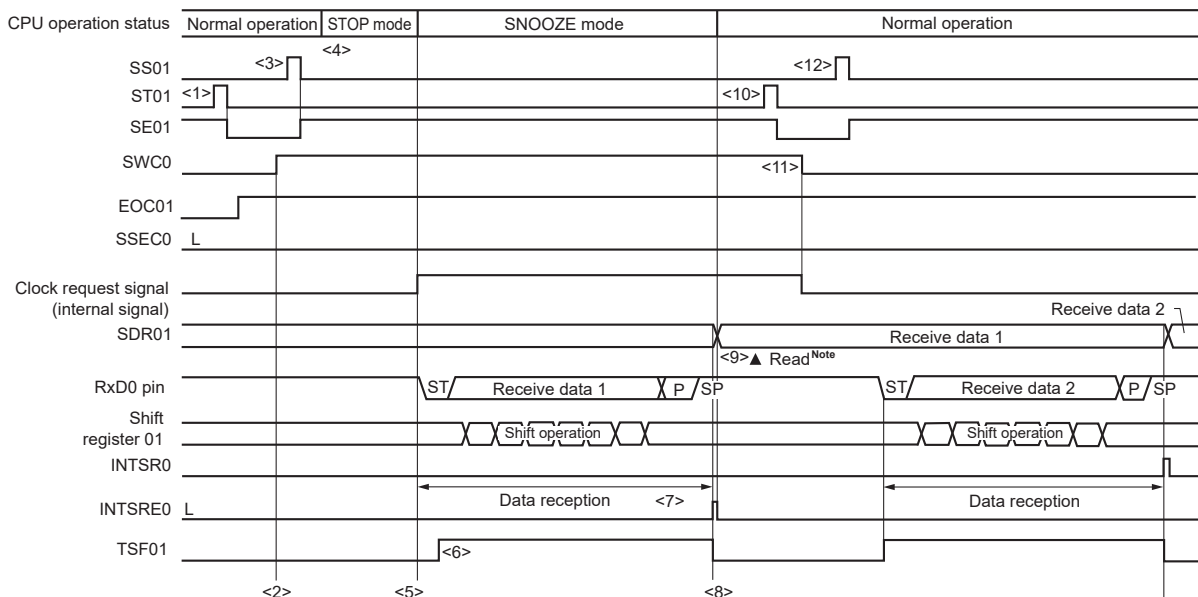 CPU operation status Normal operation STOP mode SNOOZE mode Normal operation
<4>
SS01 <3> <12>
ST01 <1> <10>
SE01
SWC0 <11>
EOC01
SSEC0 L
Clock request signal
(internal signal)
Receive data 2
SDR01 Receive data 1
<9>▲ Read Note
RxD0 pin ST Receive data 1 P SP ST Receive data 2 P SP
Shift
register 01 Shift operation Shift operation
INTSR0
Data reception <7> Data reception
INTSRE0 L
TSF01 <6>
<2> <5> <8>